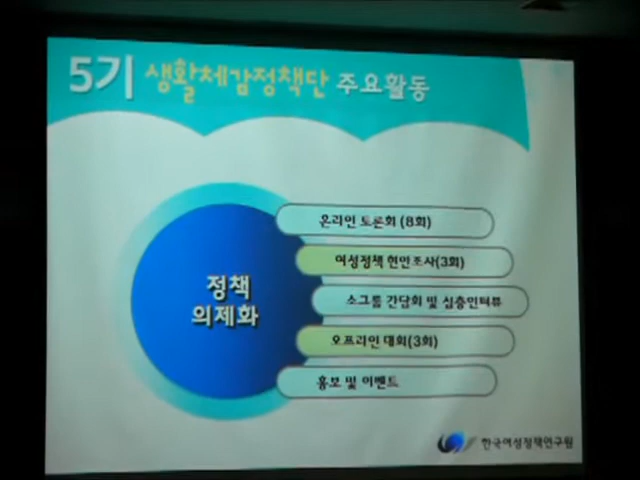 5기 생활체감정책단 주요활동
온라인 토론회 (8회)
여성정책 현안조사(3회)
정책
의제화
소그룹 간담회 및 심층인터뷰
오프라인 대회(3회)
홍보 및 이벤트
한국여성정책연구원